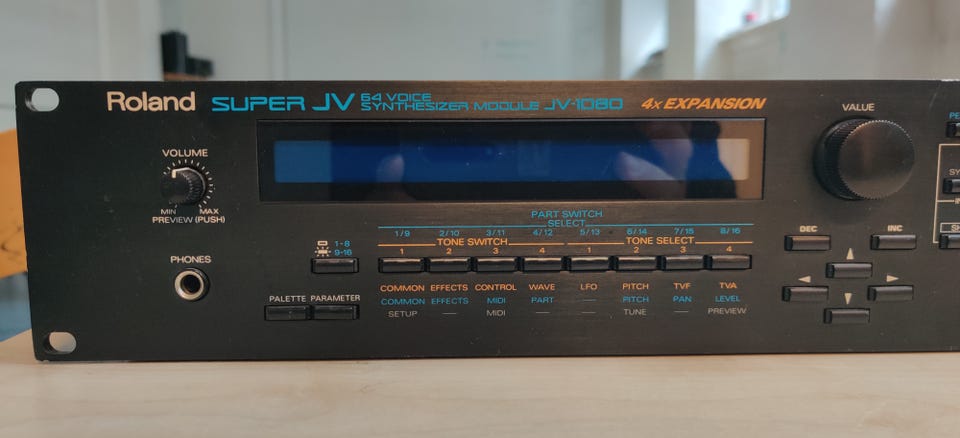 Roland SUPER JV 64 VOICE SYNTHESIZER MODULE JV-1080 4x EXPANSION
VALUE
VOLUME
MIN MAX
PREVIEW (PUSH)
PHONES
PART SWITCH
SELECT
1/9 2/10 3/11 4/12 5/13 6/14 7/15 8/16
TONE SWITCH TONE SELECT
1 2 3 4 1 2 3 4
1-8
9-16
PALETTE PARAMETER
COMMON EFFECTS CONTROL WAVE LFO PITCH TVF TVA
COMMON EFFECTS MIDI PART — PITCH PAN LEVEL
SETUP — MIDI — — TUNE — PREVIEW
DEC INC
PE
SY